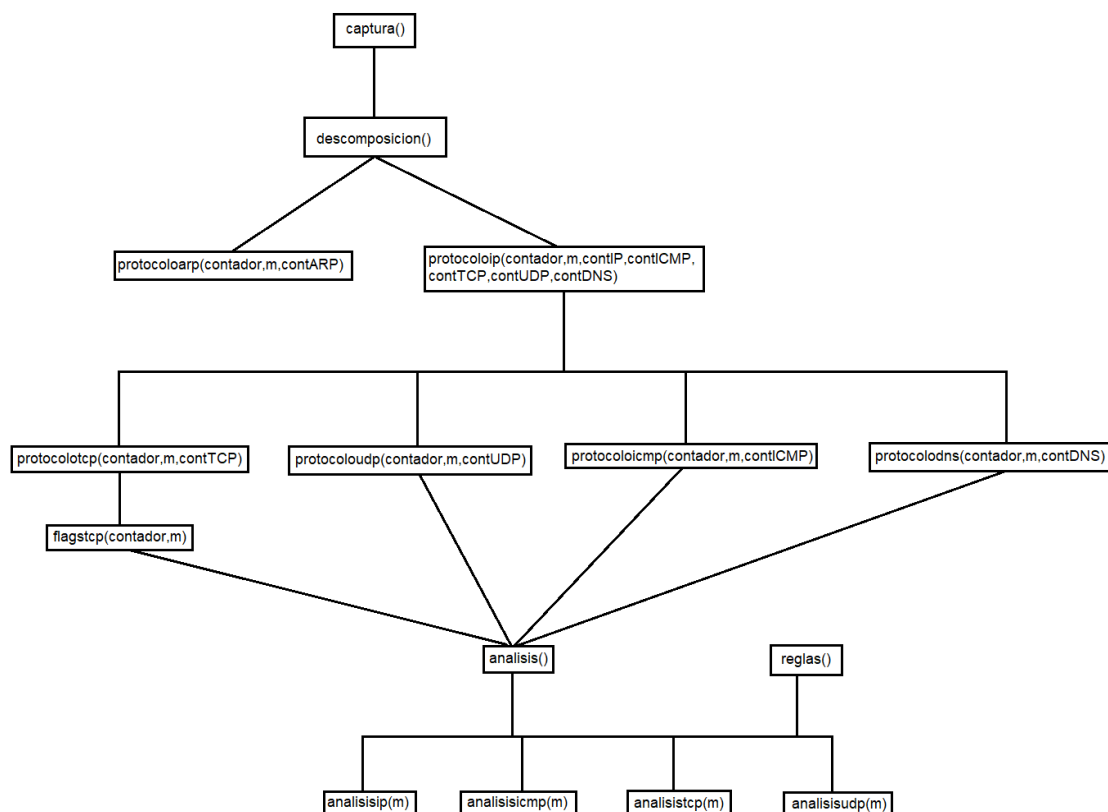 captura()
descomposicion()
protocoloarp(contador,m,contARP)
protocoloip(contador,m,contIP,contICMP,
contTCP,contUDP,contDNS)
protocolotcp(contador,m,contTCP)
protocoloudp(contador,m,contUDP)
protocoloicmp(contador,m,contICMP)
protocolodns(contador,m,contDNS)
flagstcp(contador,m)
analisis()
reglas()
analisisip(m)
analisisicmp(m)
analisistcp(m)
analisisudp(m)